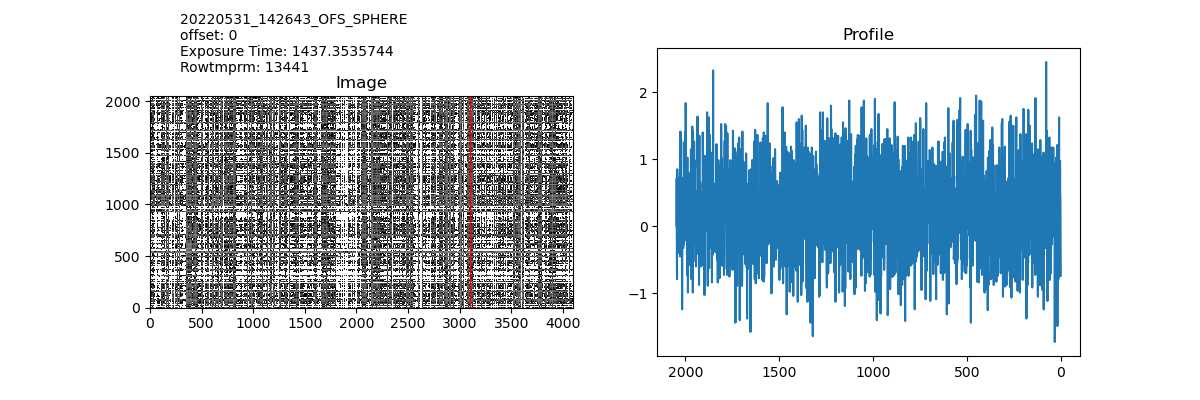 20220531_142643_OFS_SPHERE
offset: 0
Exposure Time: 1437.3535744
Rowtmprm: 13441
Image
2000
1500
1000
500
0
0 500 1000 1500 2000 2500 3000 3500 4000
Profile
2
1
0
−1
2000 1500 1000 500 0